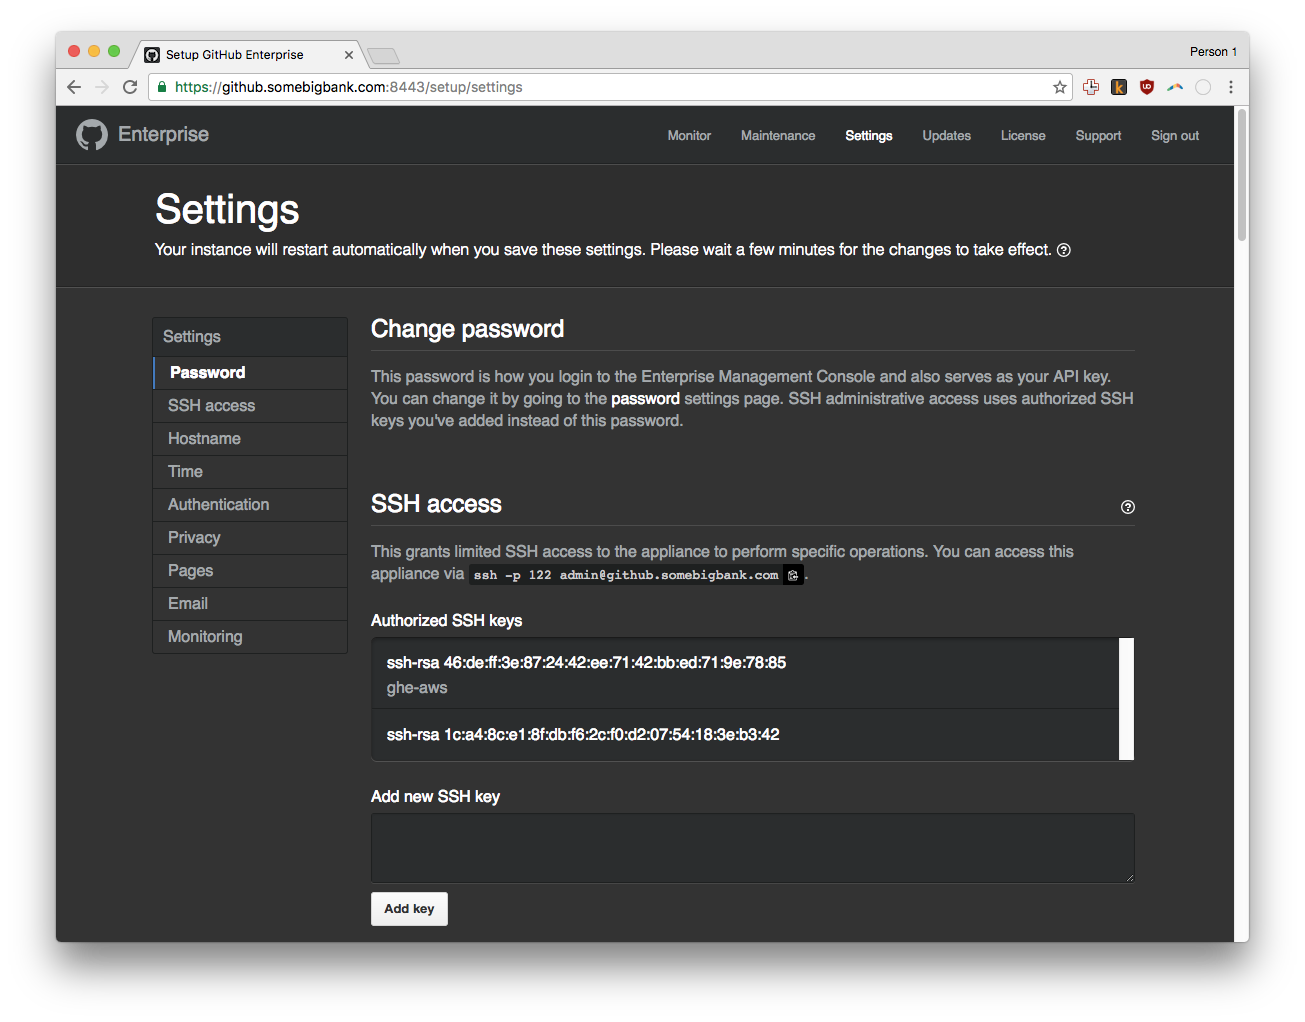 Setup GitHub Enterprise
Person 1
https://github.somebigbank.com:8443/setup/settings
Enterprise
Monitor Maintenance Settings Updates License Support Sign out
Settings
Your instance will restart automatically when you save these settings. Please wait a few minutes for the changes to take effect.
Settings
Password
SSH access
Hostname
Time
Authentication
Privacy
Pages
Email
Monitoring
Change password
This password is how you login to the Enterprise Management Console and also serves as your API key.
You can change it by going to the password settings page. SSH administrative access uses authorized SSH
keys you've added instead of this password.
SSH access
This grants limited SSH access to the appliance to perform specific operations. You can access this
appliance via ssh -p 122 admin@github.somebigbank.com .
Authorized SSH keys
ssh-rsa 46:de:ff:3e:87:24:42:ee:71:42:bb:ed:71:9e:78:85
ghe-aws
ssh-rsa 1c:a4:8c:e1:8f:db:f6:2c:f0:d2:07:54:18:3e:b3:42
Add new SSH key
Add key